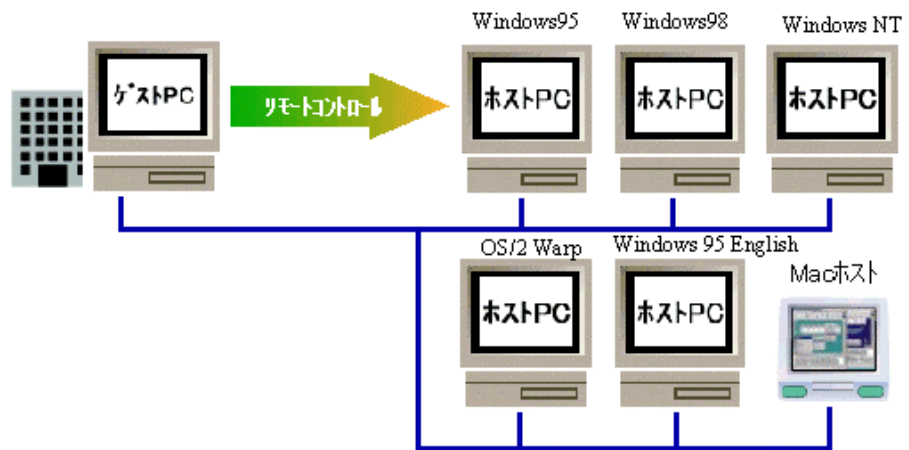 Windows95
Windows98
Windows NT
ゲストPC
リモートコントロール
ホストPC
ホストPC
ホストPC
OS/2 Warp
Windows 95 English
Macホスト
ホストPC
ホストPC